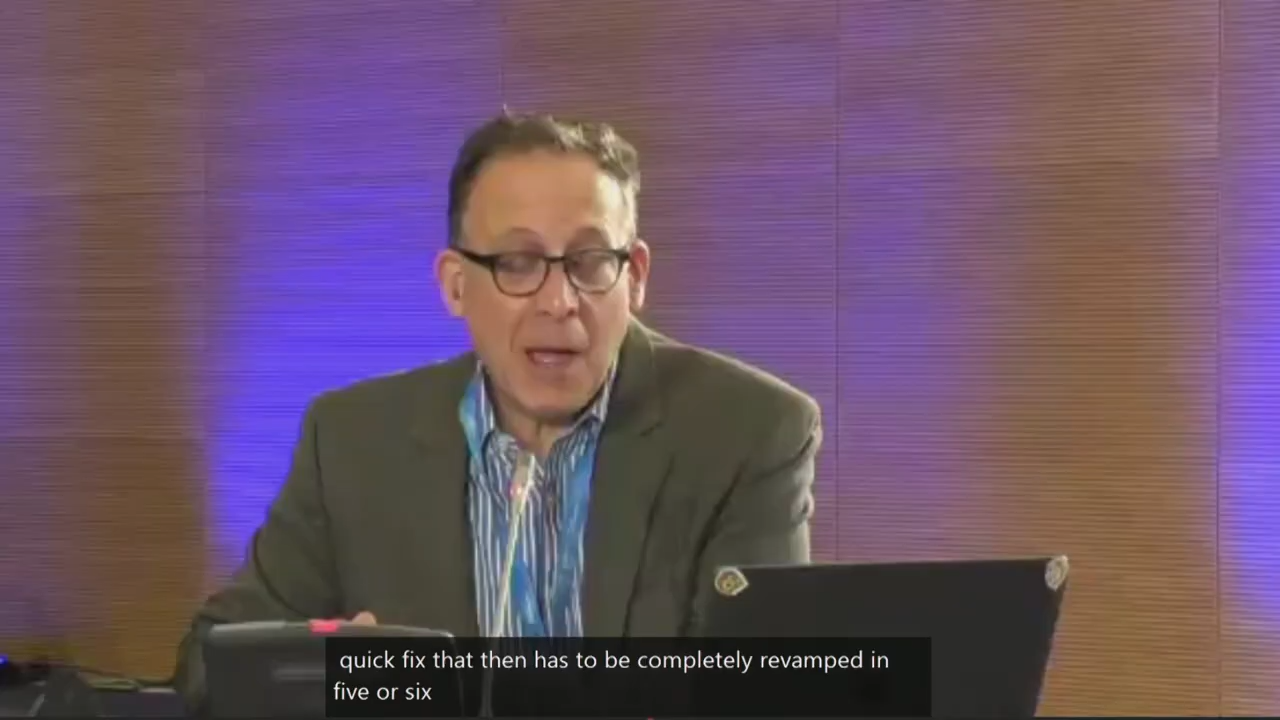 quick fix that then has to be completely revamped in
five or six